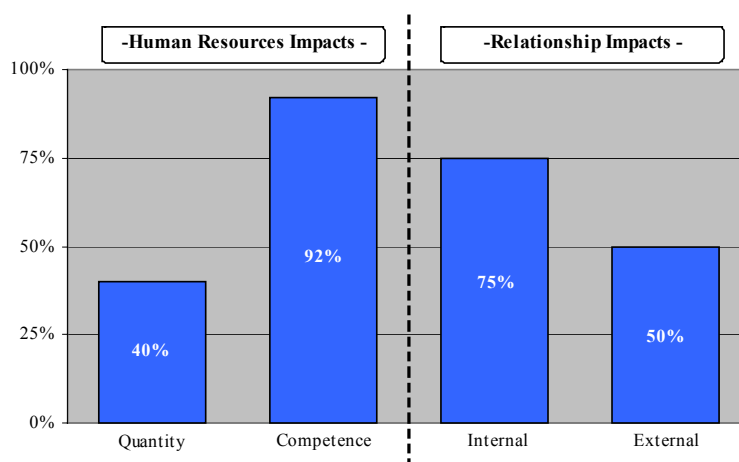 -Human Resources Impacts -
-Relationship Impacts -
100%
75%
50%
25%
0%
40%
92%
75%
50%
Quantity
Competence
Internal
External